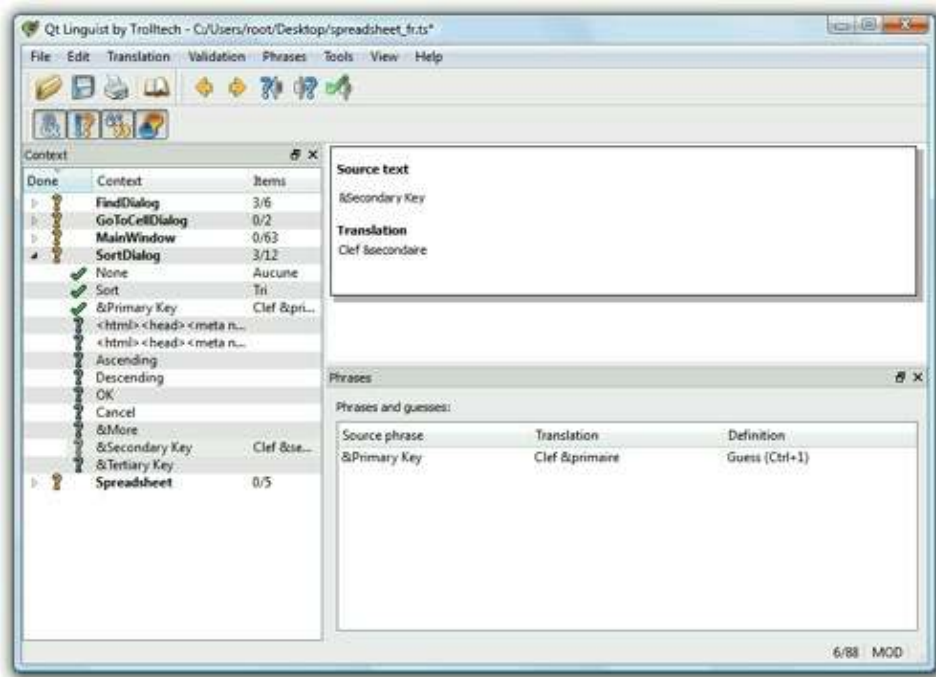 Qt Linguist by Trolltech - C:/Users/root/Desktop/spreadsheet_fr.ts*
File Edit Translation Validation Phrases Tools View Help
Context
Done Context Items
FindDialog 3/6
GoToCellDialog 0/2
MainWindow 0/63
SortDialog 3/12
None Aucune
Sort Tri
&Primary Key Clef &pri...
<html><head><meta n...
<html><head><meta n...
Ascending
Descending
OK
Cancel
&More
&Secondary Key Clef &se...
&Tertiary Key
Spreadsheet 0/5
Source text
&Secondary Key
Translation
Clef &secondaire
Phrases
Phrases and guesses:
Source phrase Translation Definition
&Primary Key Clef &primaire Guess (Ctrl+1)
6/88 MOD